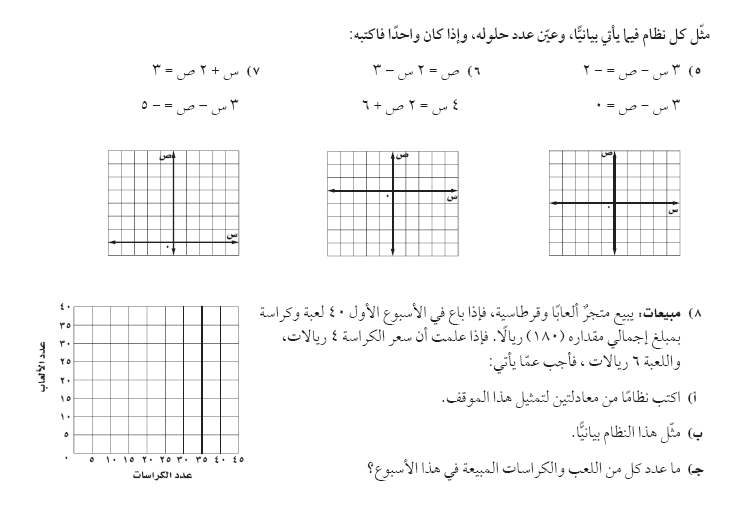 مثّل كل نظام فيما يأتي بيانيًّا، وعيّن عدد حلوله، وإذا كان واحدًا فاكتبه:
٥) ٣ س − ص = − ٢
٣ س − ص = ٠
٦) ص = ٢ س − ٣
٤ س = ٢ ص + ٦
٧) س + ٢ ص = ٣
٣ س − ص = − ٥
ص
س
٠
ص
س
٠
ص
س
٠
٨) مبيعات: يبيع متجرٌ ألعابًا وقرطاسية، فإذا باع في الأسبوع الأول ٤٠ لعبة وكراسة
بمبلغ إجمالي مقداره (١٨٠) ريالًا. فإذا علمت أن سعر الكراسة ٤ ريالات،
واللعبة ٦ ريالات ، فأجب عمّا يأتي:
أ) اكتب نظامًا من معادلتين لتمثيل هذا الموقف.
ب) مثّل هذا النظام بيانيًّا.
جـ) ما عدد كل من اللعب والكراسات المبيعة في هذا الأسبوع؟
عدد الألعاب
٤٠
٣٥
٣٠
٢٥
٢٠
١٥
١٠
٥
٠
٥ ١٠ ١٥ ٢٠ ٢٥ ٣٠ ٣٥ ٤٠ ٤٥
عدد الكراسات